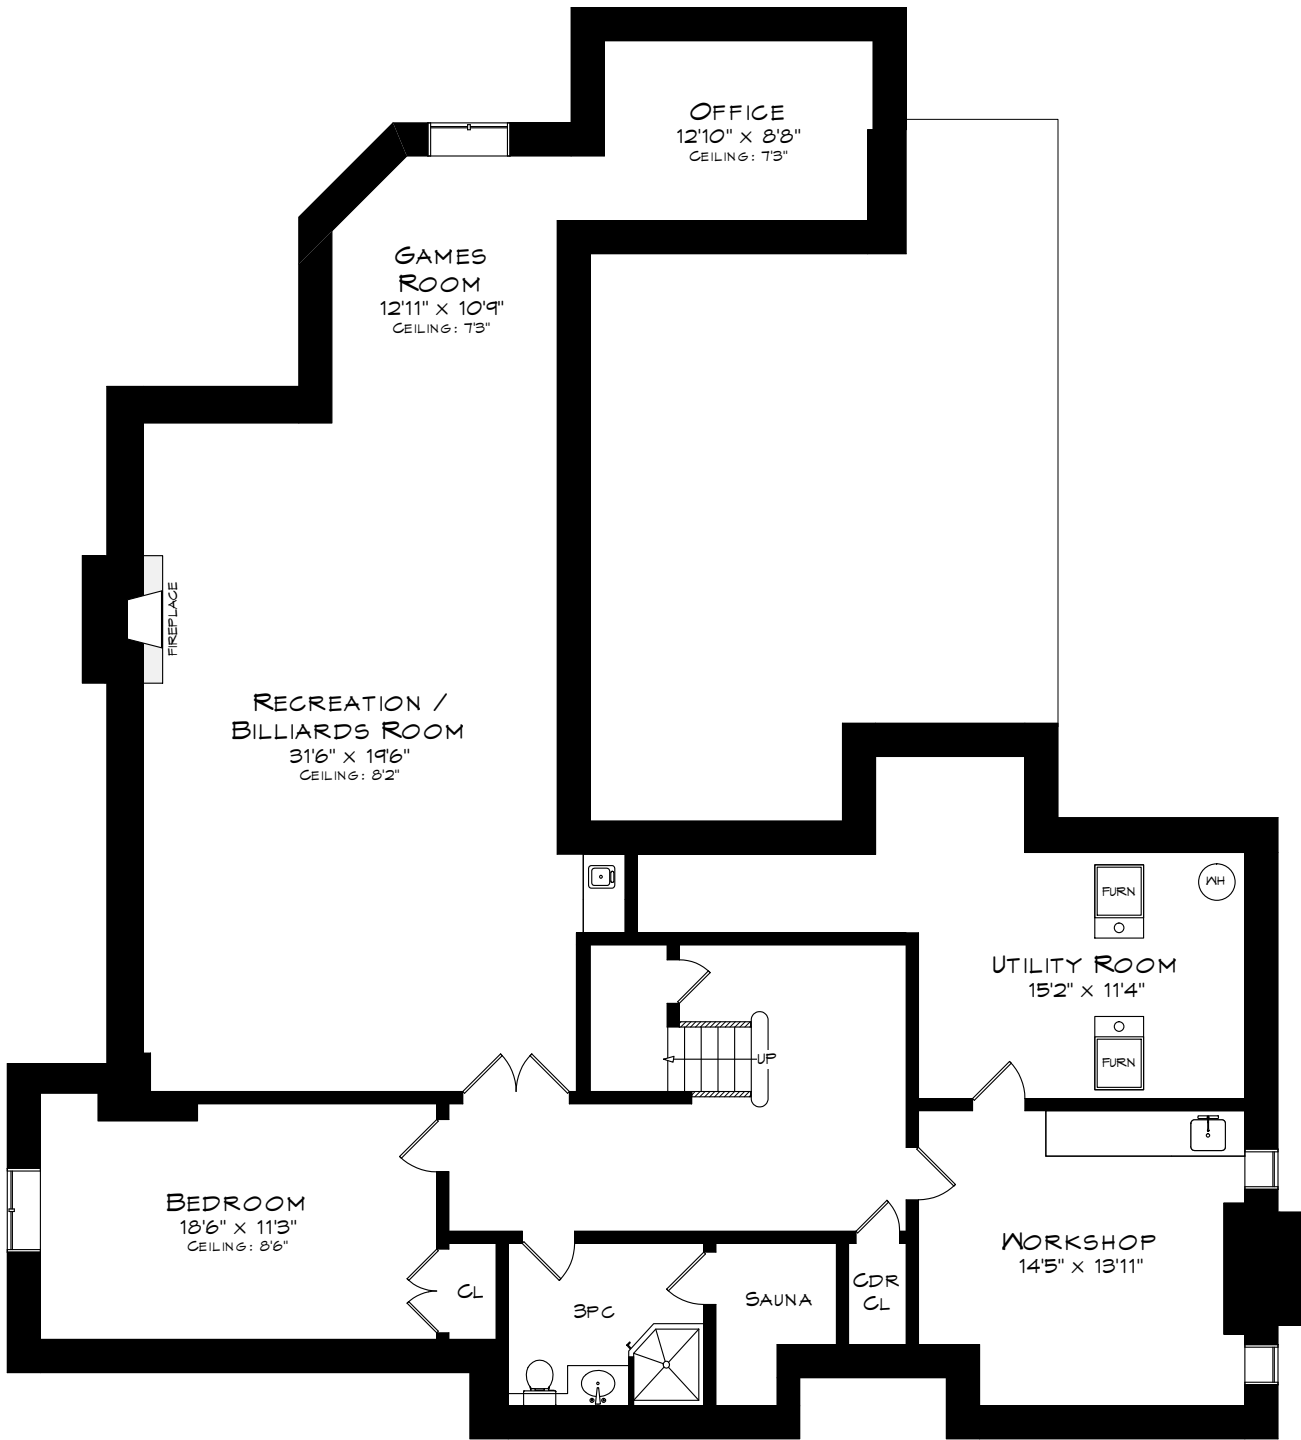 OFFICE
12'10" x 8'8"
CEILING: 7'3"
GAMES
ROOM
12'11" x 10'9"
CEILING: 7'3"
FIREPLACE
RECREATION /
BILLIARDS ROOM
31'6" x 19'6"
CEILING: 8'2"
FURN
WH
UTILITY ROOM
15'2" x 11'4"
UP
FURN
BEDROOM
18'6" x 11'3"
CEILING: 8'6"
WORKSHOP
14'5" x 13'11"
CL
3PC
SAUNA
CDR
CL